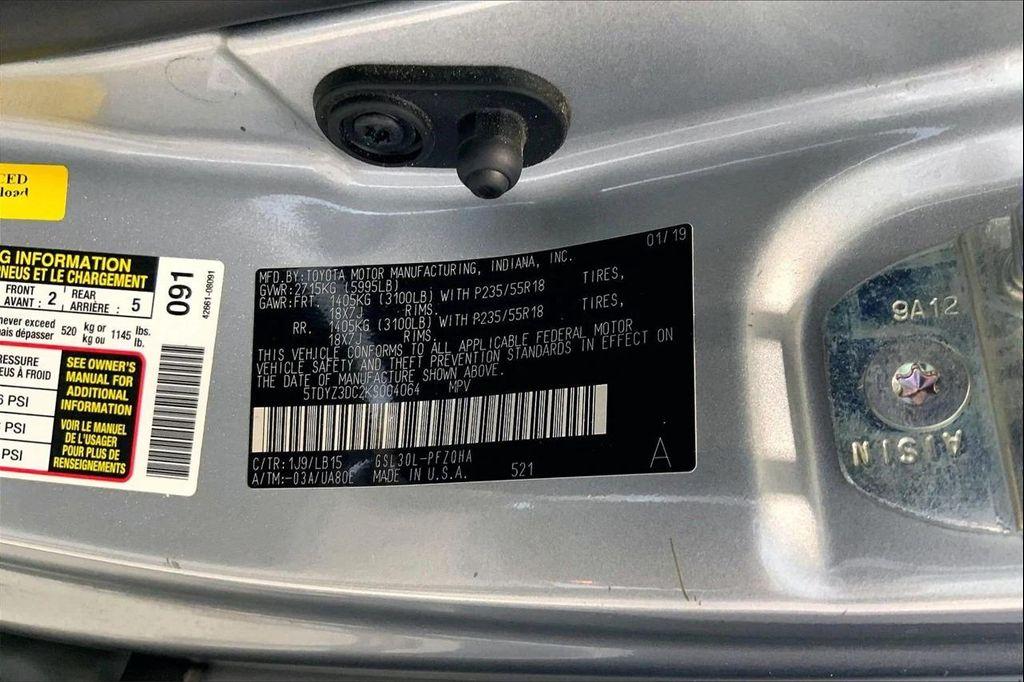 CED
load
G INFORMATION
PNEUS ET LE CHARGEMENT
FRONT
AVANT : 2
REAR
ARRIÈRE : 5
never exceed
mais dépasser
520 kg or
kg ou 1145 lbs.
lb.
091
42661-08091
RESSURE
EUS À FROID
PSI
PSI
PSI
SEE OWNER'S
MANUAL FOR
ADDITIONAL
INFORMATION
VOIR LE MANUEL
DE L'USAGER
POUR PLUS DE
RENSEIGNEMENTS
01/19
MFD.BY:TOYOTA MOTOR MANUFACTURING, INDIANA, INC.
GVWR:2715KG (5995LB)
GAWR:FRT. 1405KG (3100LB) WITH P235/55R18 TIRES,
18X7J RIMS.
RR. 1405KG (3100LB) WITH P235/55R18 TIRES,
18X7J RIMS.
THIS VEHICLE CONFORMS TO ALL APPLICABLE FEDERAL MOTOR
VEHICLE SAFETY AND THEFT PREVENTION STANDARDS IN EFFECT ON
THE DATE OF MANUFACTURE SHOWN ABOVE.
5TDYZ3DC2KS004064 MPV
C/TR:1J9/LB15 GSL30L-PFZQHA
A/TM:-03A/UA80E MADE IN U.S.A. 521
A
9A12
AISIN